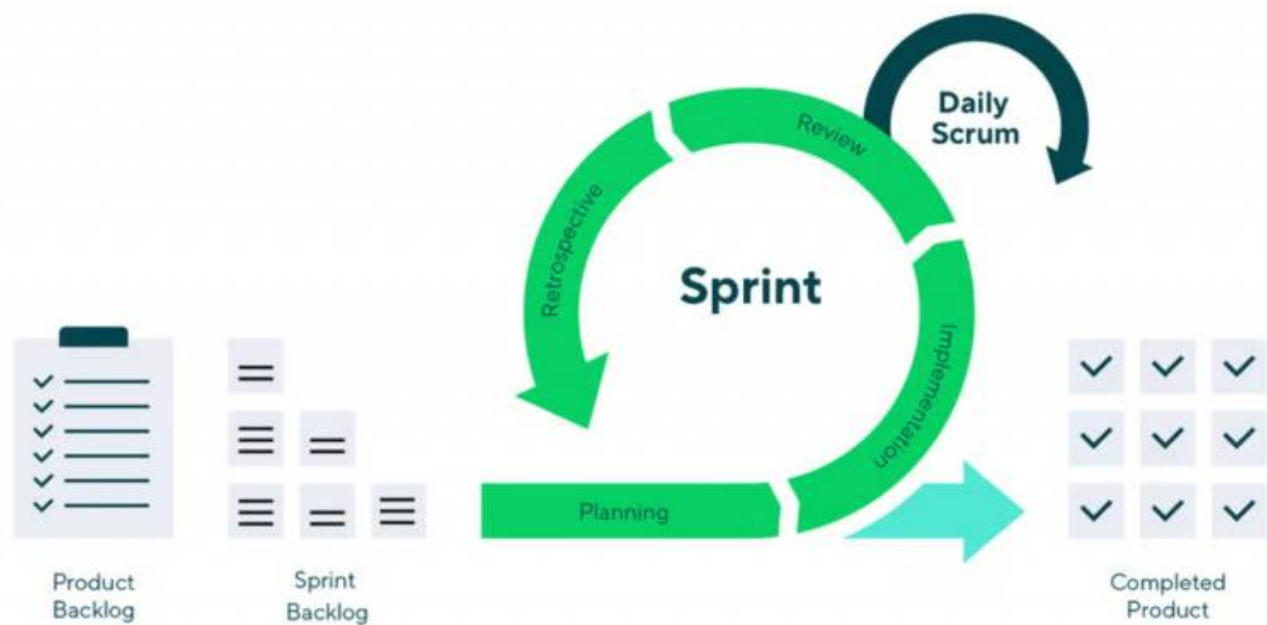 Daily
Scrum
Review
Retrospective
Sprint
Implementation
Planning
Product
Backlog
Sprint
Backlog
Completed
Product